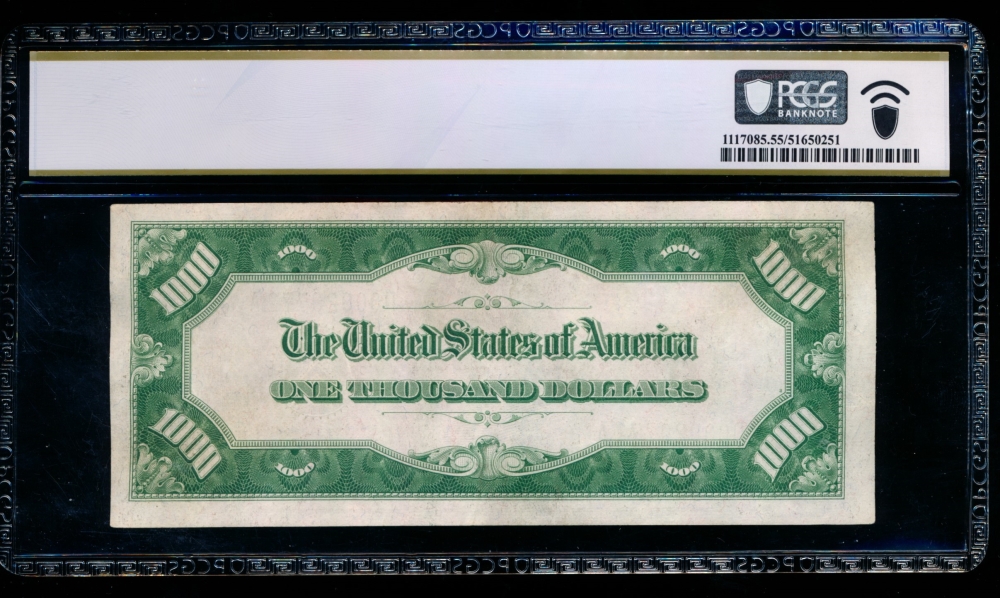 PCGS
BANKNOTE
1117085.55/51650251
1000 1000 1000 1000
The United States of America
ONE THOUSAND DOLLARS
1000 1000 1000 1000